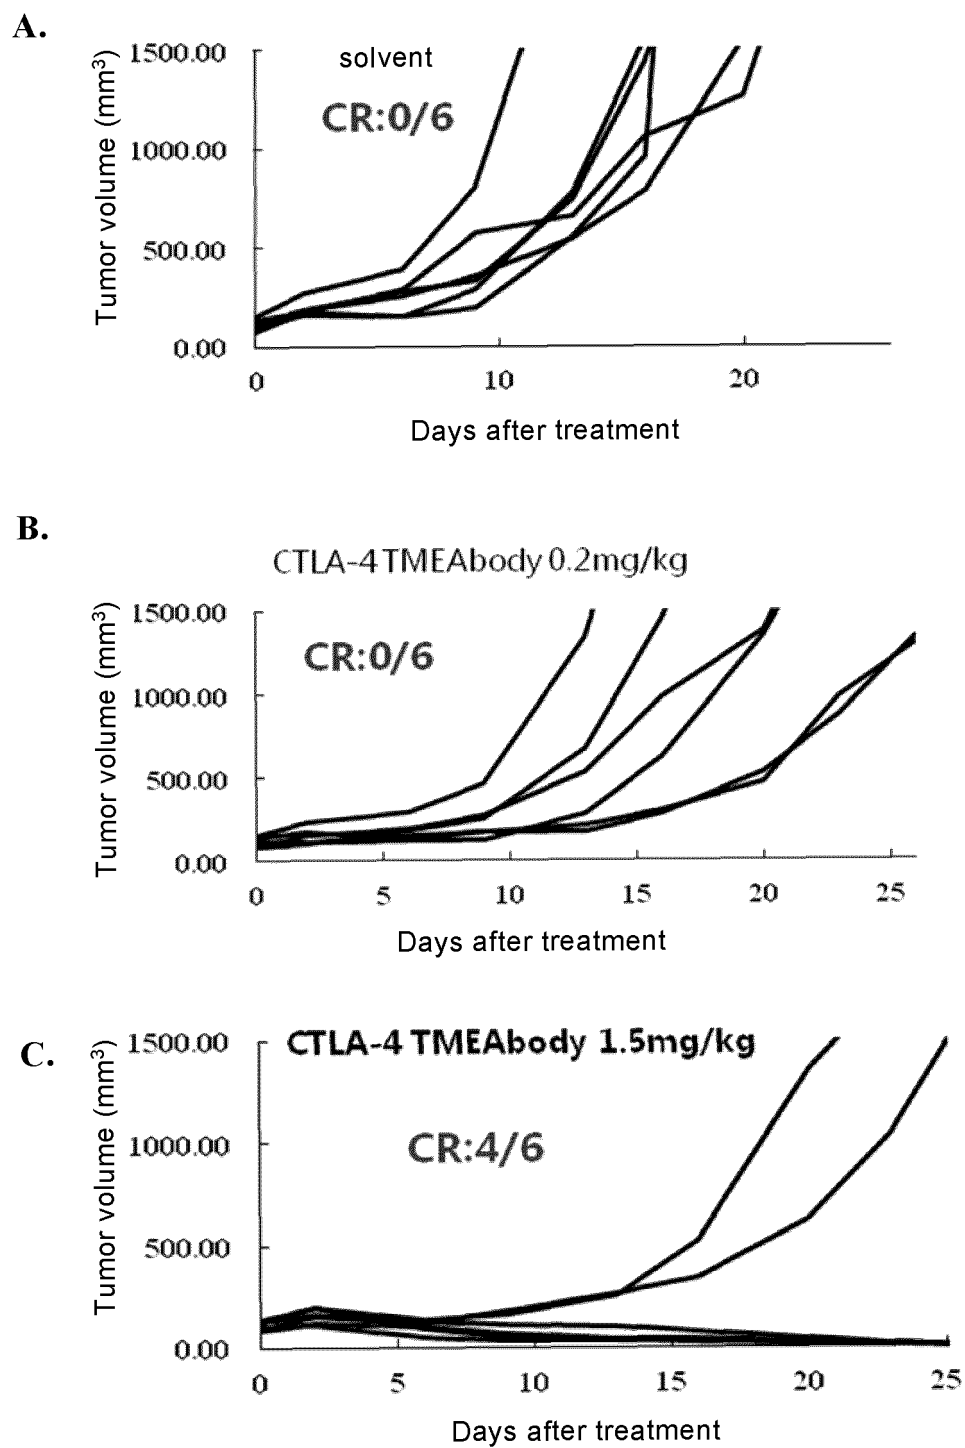 A.
solvent
CR:0/6
Tumor volume (mm³)
1500.00
1000.00
500.00
0.00
0 10 20
Days after treatment
B.
CTLA-4 TMEAbody 0.2mg/kg
CR:0/6
Tumor volume (mm³)
1500.00
1000.00
500.00
0.00
0 5 10 15 20 25
Days after treatment
C.
CTLA-4 TMEAbody 1.5mg/kg
CR:4/6
Tumor volume (mm³)
1500.00
1000.00
500.00
0.00
0 5 10 15 20 25
Days after treatment